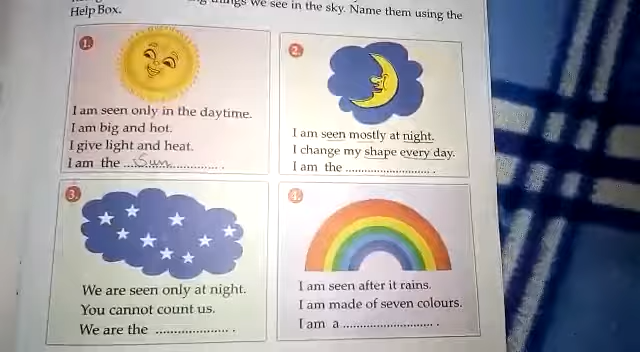 things we see in the sky. Name them using the
Help Box.
1.
I am seen only in the daytime.
I am big and hot.
I give light and heat.
I am the ...Sun.............. .
2.
I am seen mostly at night.
I change my shape every day.
I am the .......................... .
3.
We are seen only at night.
You cannot count us.
We are the .................... .
4.
I am seen after it rains.
I am made of seven colours.
I am a .......................... .